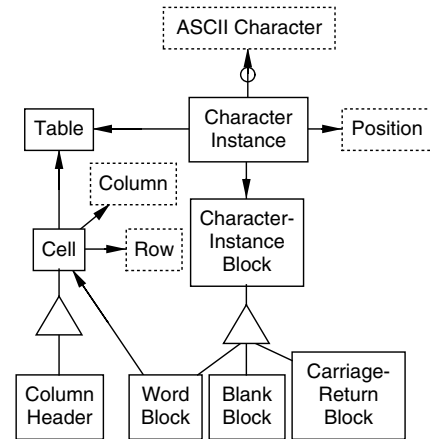 ASCII Character
Character
Instance
Table
Position
Column
Character-
Instance
Block
Cell
Row
Column
Header
Word
Block
Blank
Block
Carriage-
Return
Block